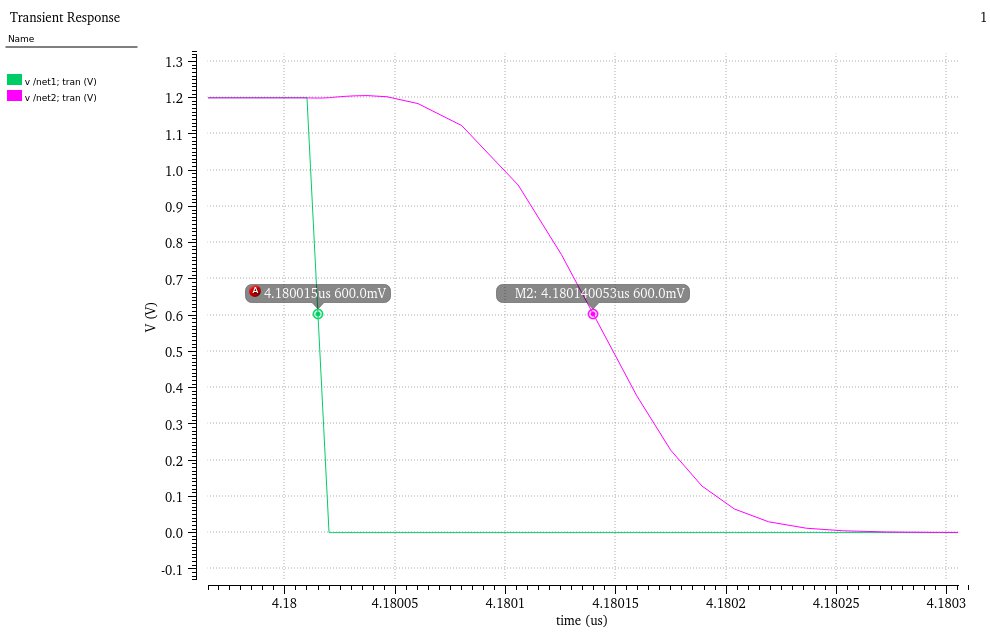 Transient Response
1
Name
v /net1; tran (V)
v /net2; tran (V)
1.3
1.2
1.1
1.0
0.9
0.8
0.7
0.6
0.5
0.4
0.3
0.2
0.1
0.0
-0.1
V (V)
A 4.180015us 600.0mV
M2: 4.180140053us 600.0mV
4.18
4.18005
4.1801
4.18015
4.1802
4.18025
4.1803
time (us)